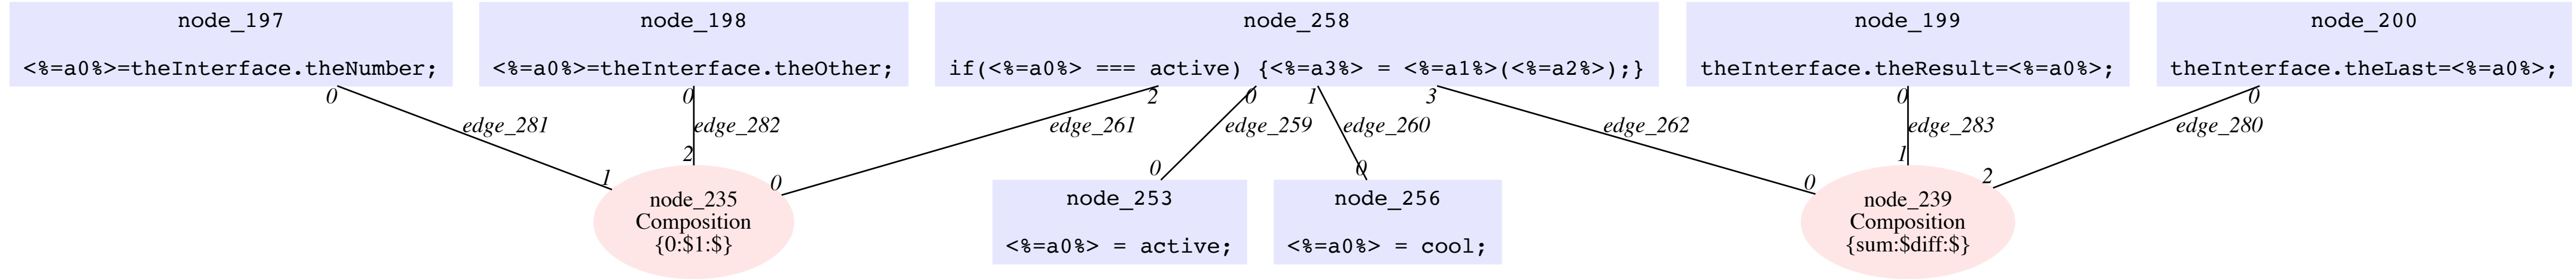 node_197
<%=a0%>=theInterface.theNumber;
node_198
<%=a0%>=theInterface.theOther;
node_258
if(<%=a0%> === active) {<%=a3%> = <%=a1%>(<%=a2%>);}
node_199
theInterface.theResult=<%=a0%>;
node_200
theInterface.theLast=<%=a0%>;
0
0
2
0
1
3
0
0
edge_281
edge_282
edge_261
edge_259
edge_260
edge_262
edge_283
edge_280
1
2
0
0
0
0
1
2
node_235
Composition
{0:$1:$}
node_253
<%=a0%> = active;
node_256
<%=a0%> = cool;
node_239
Composition
{sum:$diff:$}